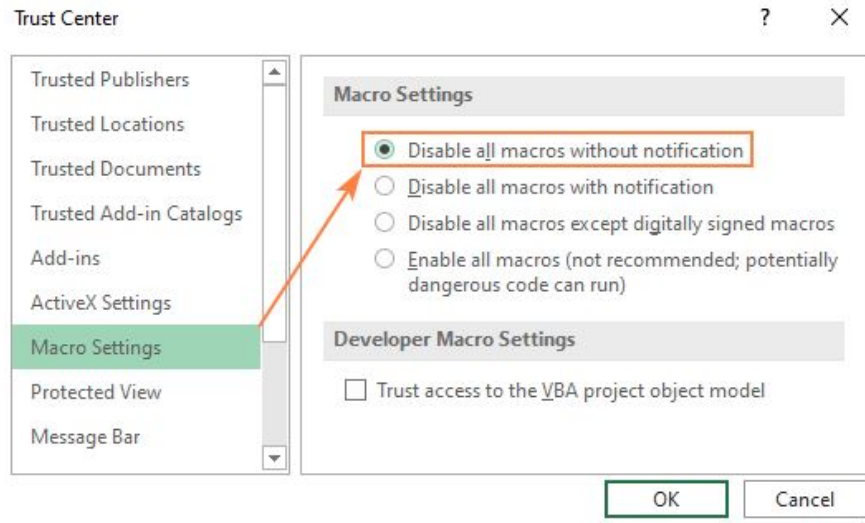 Trust Center
?
Trusted Publishers
Trusted Locations
Trusted Documents
Trusted Add-in Catalogs
Add-ins
ActiveX Settings
Macro Settings
Protected View
Message Bar
Macro Settings
Disable all macros without notification
Disable all macros with notification
Disable all macros except digitally signed macros
Enable all macros (not recommended; potentially
dangerous code can run)
Developer Macro Settings
Trust access to the VBA project object model
OK
Cancel